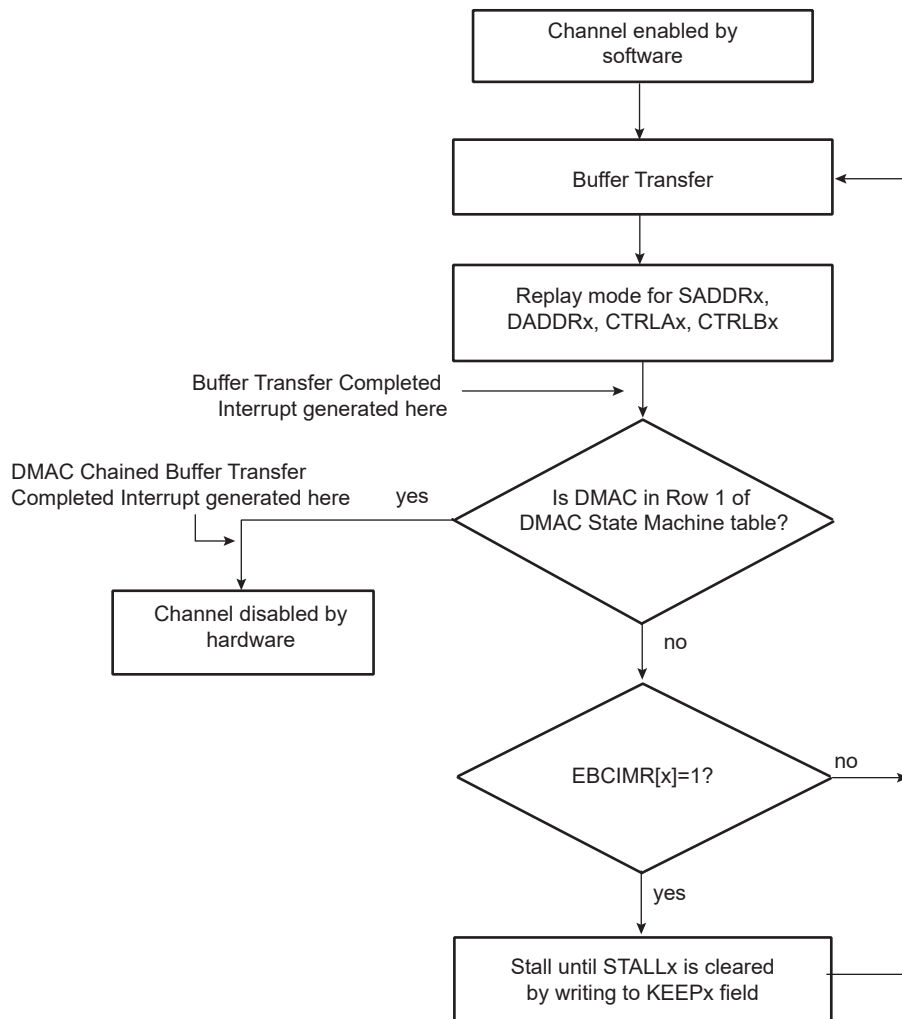 Channel enabled by
software
Buffer Transfer
Replay mode for SADDRx,
DADDRx, CTRLAx, CTRLBx
Buffer Transfer Completed
Interrupt generated here
DMAC Chained Buffer Transfer
Completed Interrupt generated here
yes
Is DMAC in Row 1 of
DMAC State Machine table?
Channel disabled by
hardware
no
EBCIMR[x]=1?
no
yes
Stall until STALLx is cleared
by writing to KEEPx field